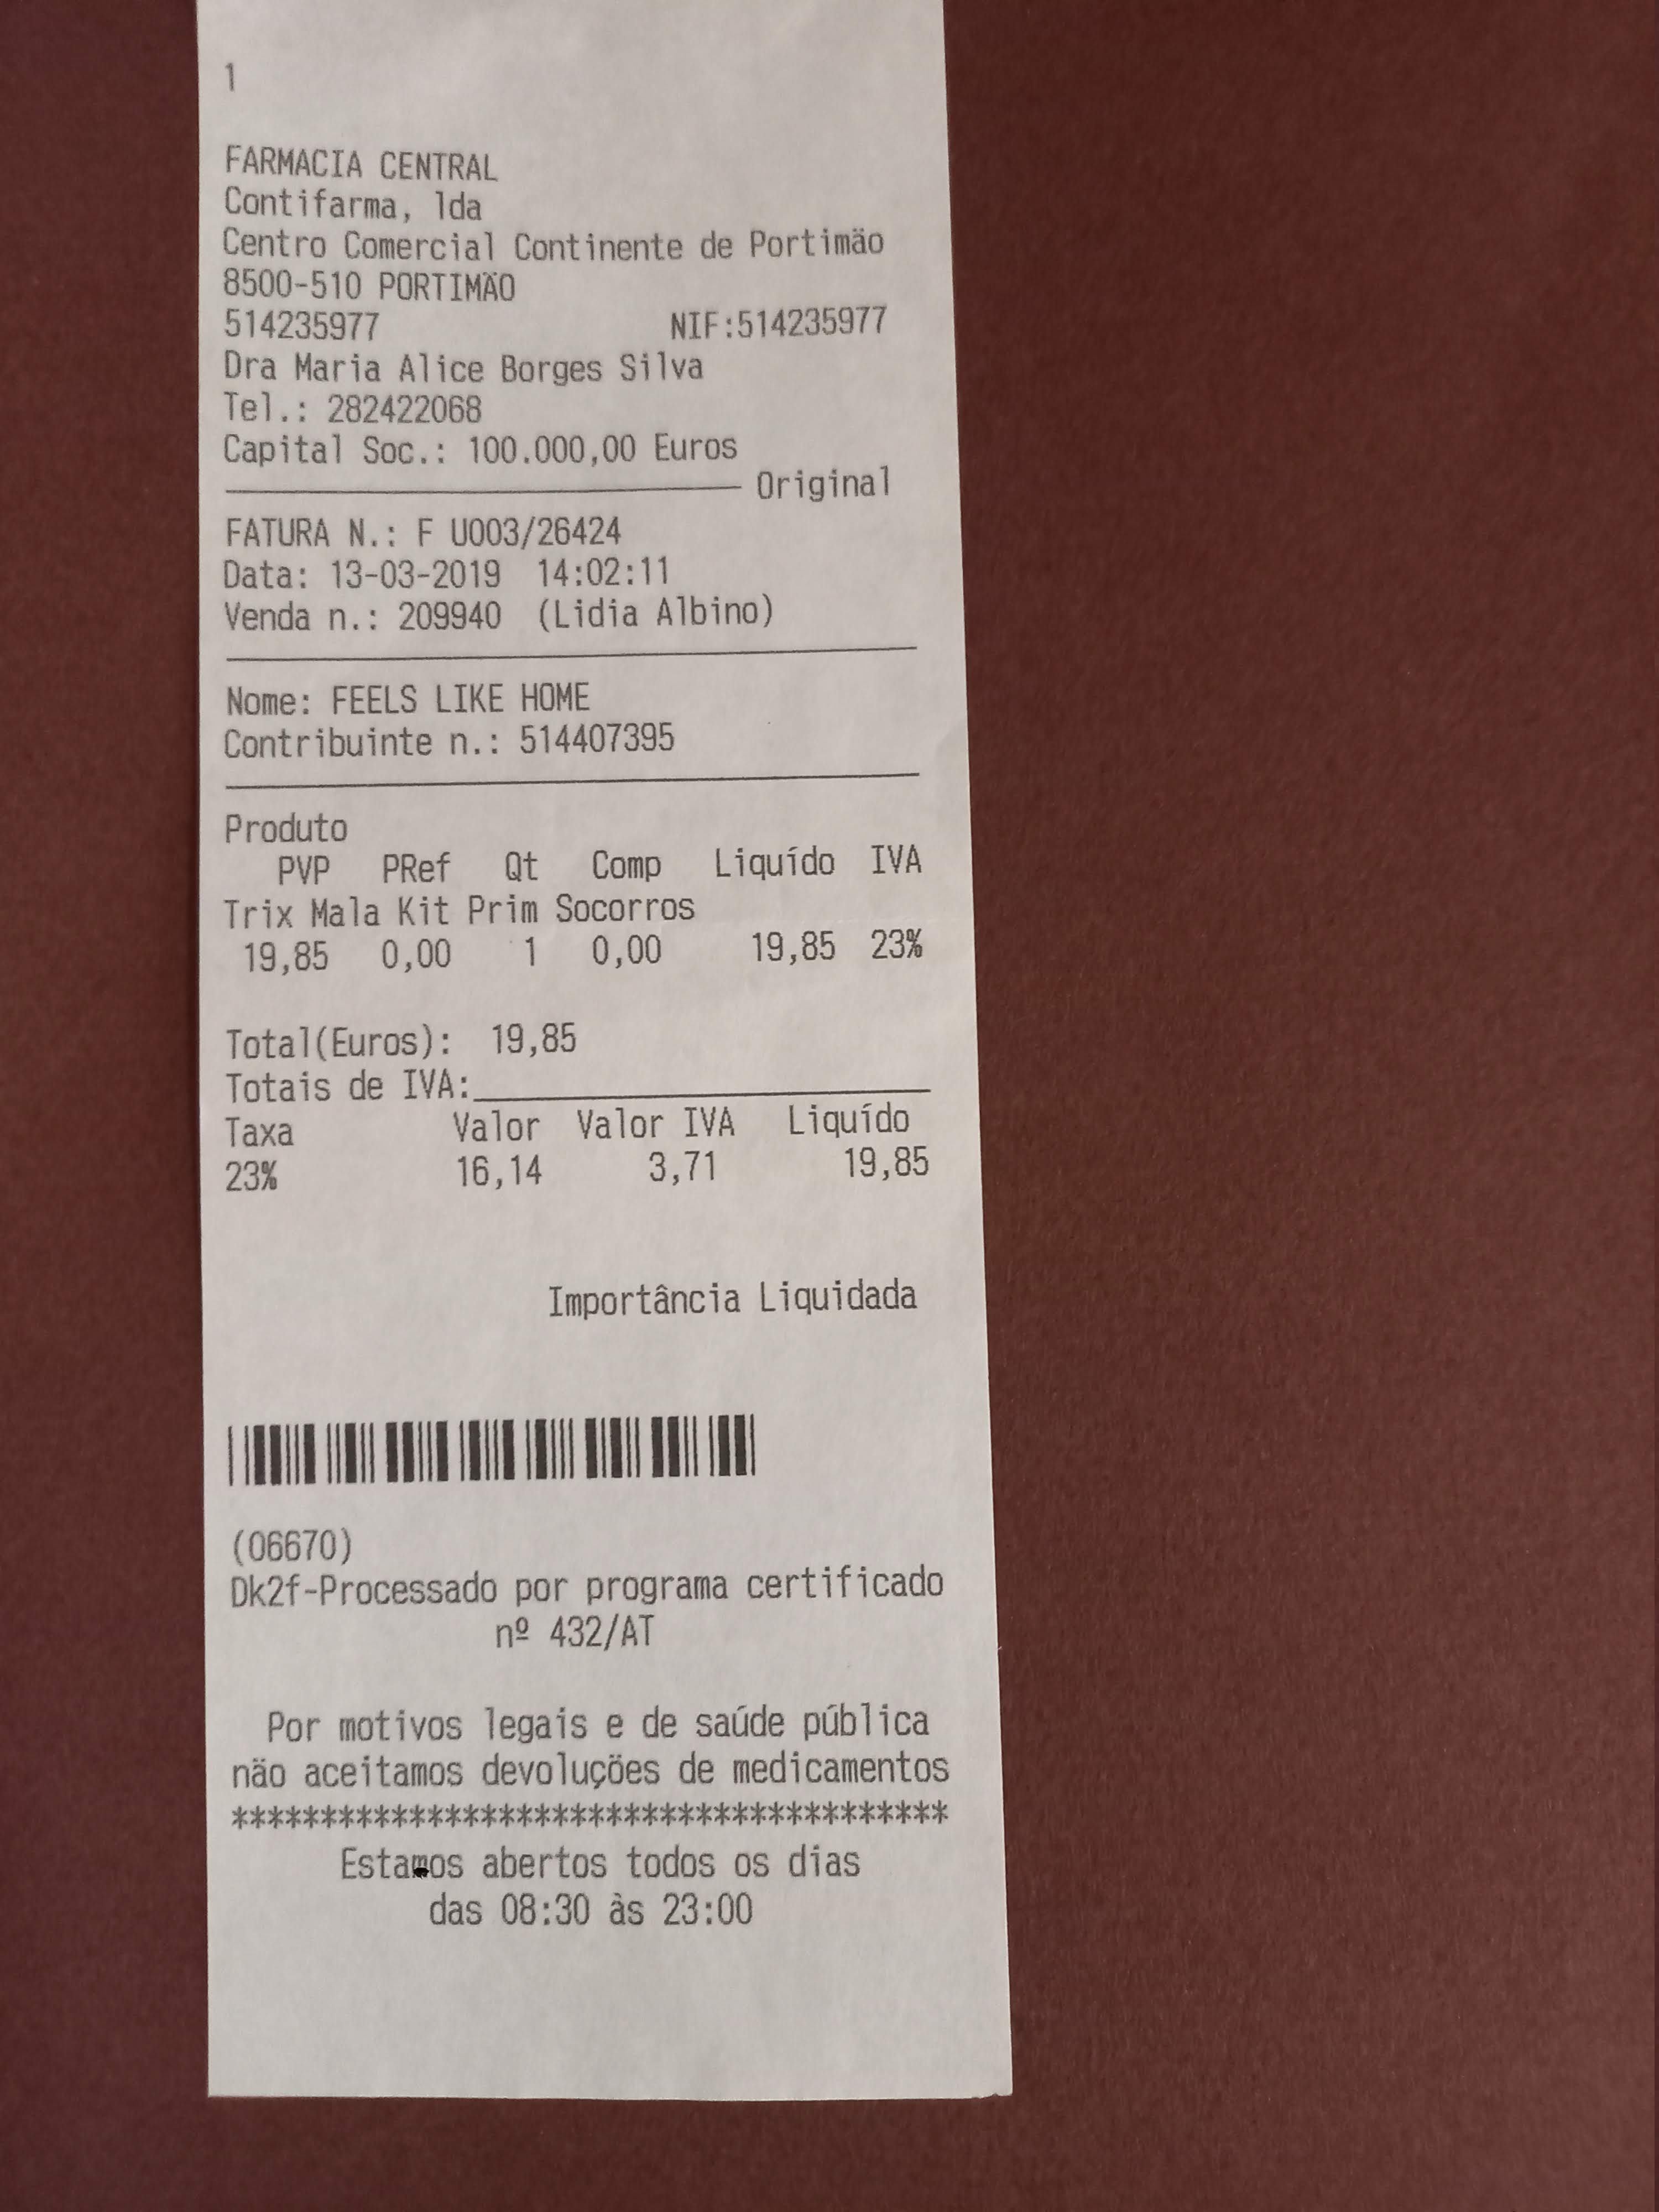 1
FARMACIA CENTRAL
Contifarma, lda
Centro Comercial Continente de Portimäo
8500-510 PORTIMÄO
514235977 NIF:514235977
Dra Maria Alice Borges Silva
Tel.: 282422068
Capital Soc.: 100.000,00 Euros
Original
FATURA N.: F U003/26424
Data: 13-03-2019 14:02:11
Venda n.: 209940 (Lidia Albino)
Nome: FEELS LIKE HOME
Contribuinte n.: 514407395
Produto
PVP PRef Qt Comp Liquído IVA
Trix Mala Kit Prim Socorros
19,85 0,00 1 0,00 19,85 23%
Total(Euros): 19,85
Totais de IVA:
Taxa Valor Valor IVA Liquído
23% 16,14 3,71 19,85
Importância Liquidada
(06670)
Dk2f-Processado por programa certificado
nº 432/AT
Por motivos legais e de saúde pública
näo aceitamos devoluçöes de medicamentos
****************************************
Estamos abertos todos os dias
das 08:30 às 23:00